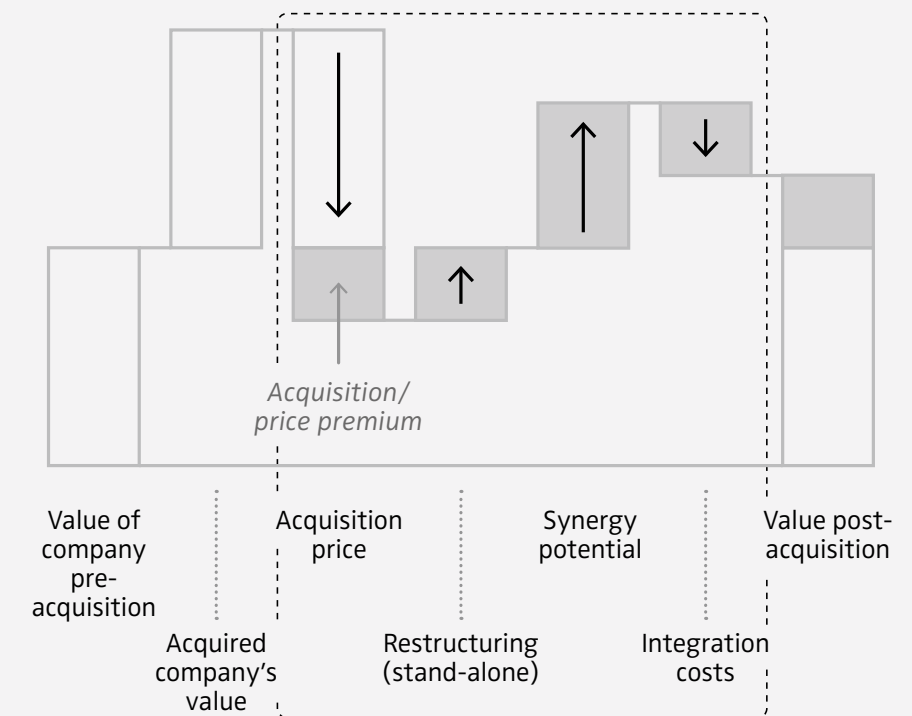 Acquisition/
price premium
Value of
company
pre-
acquisition
Acquired
company's
value
Acquisition
price
Restructuring
(stand-alone)
Synergy
potential
Integration
costs
Value post-
acquisition